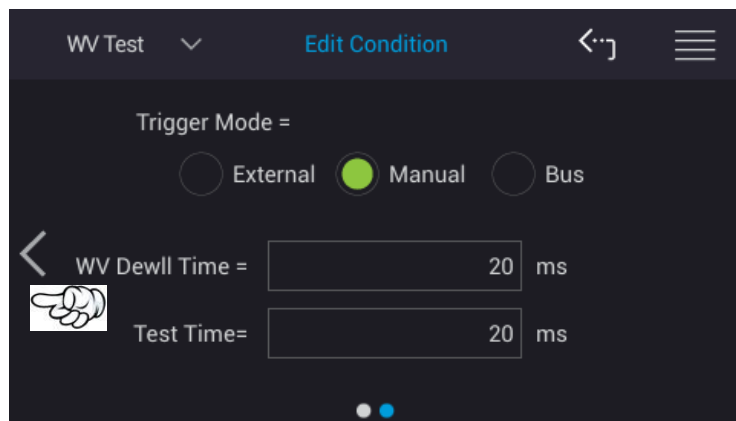 WV Test Edit Condition
Trigger Mode =
External Manual Bus
WV Dewll Time = 20 ms
Test Time= 20 ms